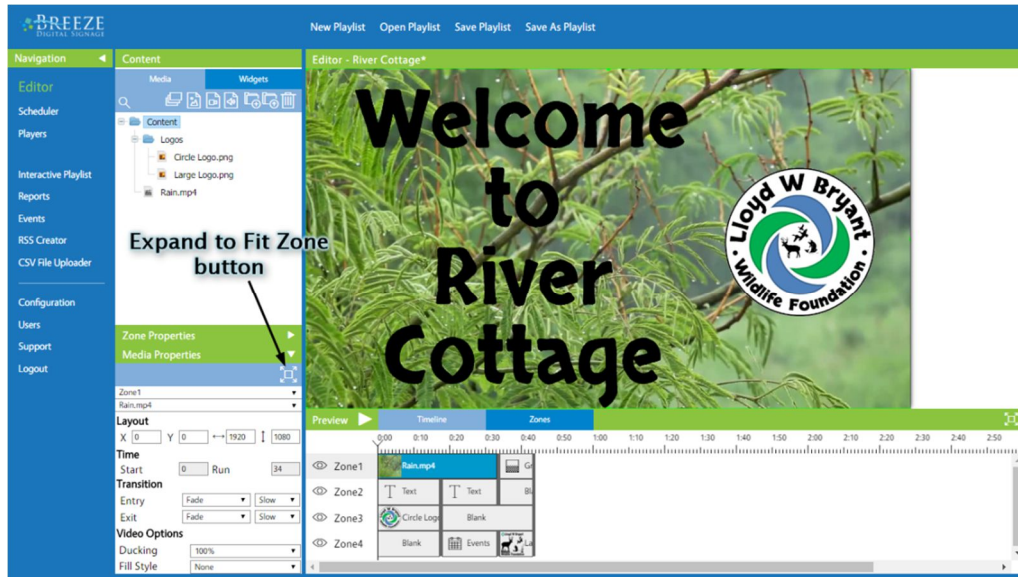 BREEZE
DIGITAL SIGNAGE
New Playlist Open Playlist Save Playlist Save As Playlist
Navigation
Editor
Scheduler
Players
Interactive Playlist
Reports
Events
RSS Creator
CSV File Uploader
Configuration
Users
Support
Logout
Content
Media Widgets
Content
Logos
Circle Logo.png
Large Logo.png
Rain.mp4
Expand to Fit Zone
button
Zone Properties
Media Properties
Zone1
Rain.mp4
Layout
X 0 Y 0 1920 1080
Time
Start 0 Run 34
Transition
Entry Fade Slow
Exit Fade Slow
Video Options
Ducking 100%
Fill Style None
Editor - River Cottage*
Welcome
to
River
Cottage
Lloyd W Bryant
Wildlife Foundation
Preview Timeline Zones
0:00 0:10 0:20 0:30 0:40 0:50 1:00 1:10 1:20 1:30 1:40 1:50 2:00 2:10 2:20 2:30 2:40 2:50
Zone1 Rain.mp4
Zone2 Text Text Bl
Zone3 Circle Logo Blank
Zone4 Blank Events La